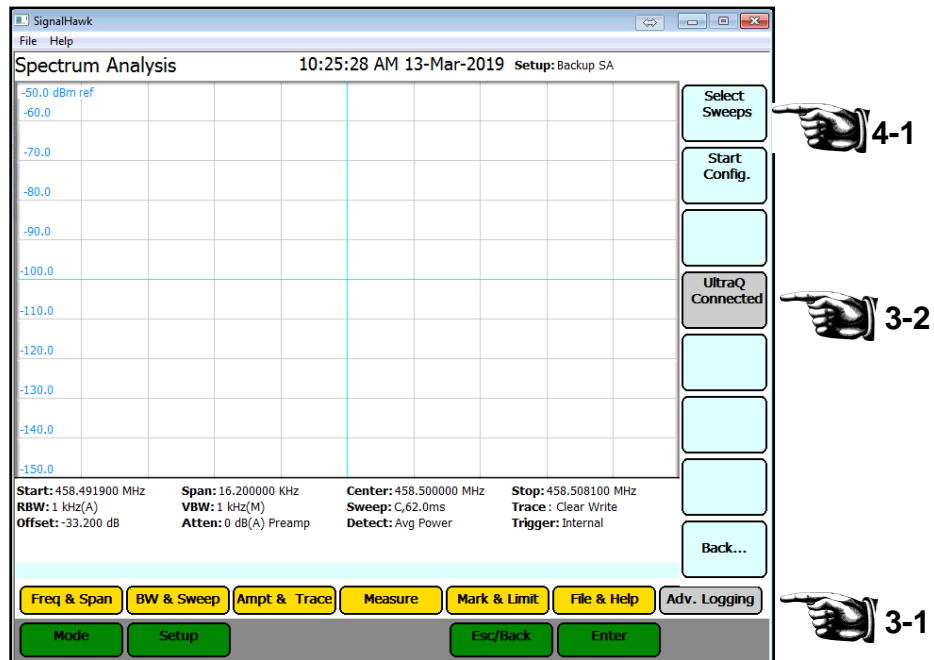 SignalHawk
File Help
Spectrum Analysis 10:25:28 AM 13-Mar-2019 Setup: Backup SA
-50.0 dBm ref
-60.0
-70.0
-80.0
-90.0
-100.0
-110.0
-120.0
-130.0
-140.0
-150.0
Select
Sweeps
4-1
Start
Config.
UltraQ
Connected
3-2
Back...
Start: 458.491900 MHz Span: 16.200000 KHz Center: 458.500000 MHz Stop: 458.508100 MHz
RBW: 1 kHz(A) VBW: 1 kHz(M) Sweep: C,62.0ms Trace : Clear Write
Offset: -33.200 dB Atten: 0 dB(A) Preamp Detect: Avg Power Trigger: Internal
Freq & Span BW & Sweep Ampt & Trace Measure Mark & Limit File & Help Adv. Logging
3-1
Mode Setup Esc/Back Enter